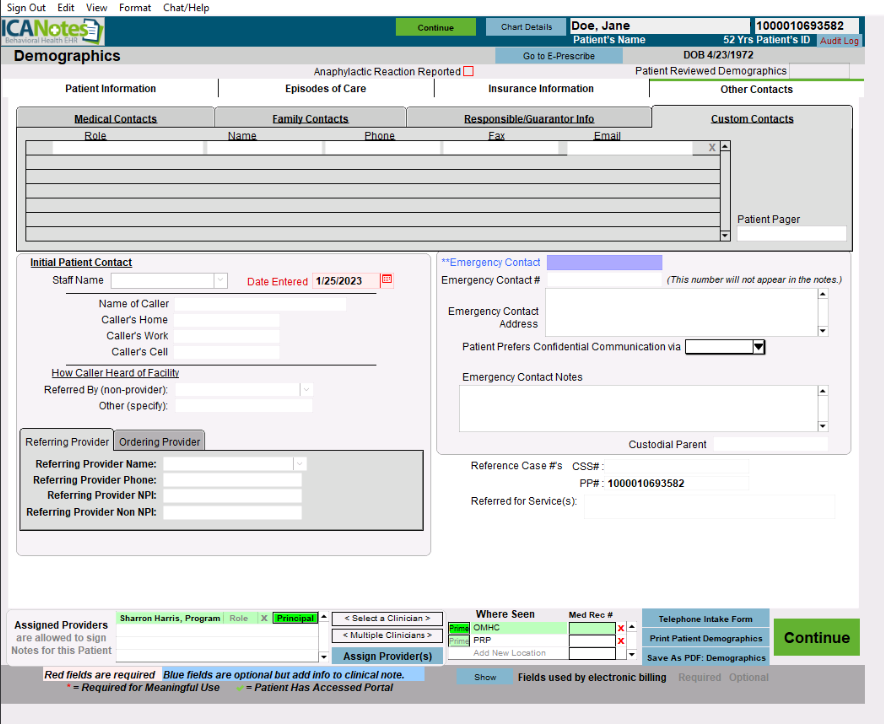 Sign Out Edit View Format Chat/Help
ICANotes
Behavioral Health EHR
Continue
Chart Details
Doe, Jane
1000010693582
Patient's Name
52 Yrs Patient's ID
Audit Log
Demographics
Go to E-Prescribe
DOB 4/23/1972
Anaphylactic Reaction Reported
Patient Reviewed Demographics
Patient Information
Episodes of Care
Insurance Information
Other Contacts
Medical Contacts
Family Contacts
Responsible/Guarantor Info
Custom Contacts
Role Name Phone Fax Email
X
Patient Pager
Initial Patient Contact
Staff Name
Date Entered 1/25/2023
Name of Caller
Caller's Home
Caller's Work
Caller's Cell
How Caller Heard of Facility
Referred By (non-provider):
Other (specify):
Referring Provider
Ordering Provider
Referring Provider Name:
Referring Provider Phone:
Referring Provider NPI:
Referring Provider Non NPI:
**Emergency Contact
Emergency Contact #
(This number will not appear in the notes.)
Emergency Contact
Address
Patient Prefers Confidential Communication via
Emergency Contact Notes
Custodial Parent
Reference Case #'s CSS# :
PP# : 1000010693582
Referred for Service(s):
Assigned Providers
are allowed to sign
Notes for this Patient
Sharron Harris, Program Role X Principal
< Select a Clinician >
< Multiple Clinicians >
Assign Provider(s)
Where Seen Med Rec #
Prime OMHC X
Prime PRP X
Add New Location
Telephone Intake Form
Print Patient Demographics
Save As PDF: Demographics
Continue
Red fields are required Blue fields are optional but add info to clinical note.
* = Required for Meaningful Use = Patient Has Accessed Portal
Show
Fields used by electronic billing Required Optional